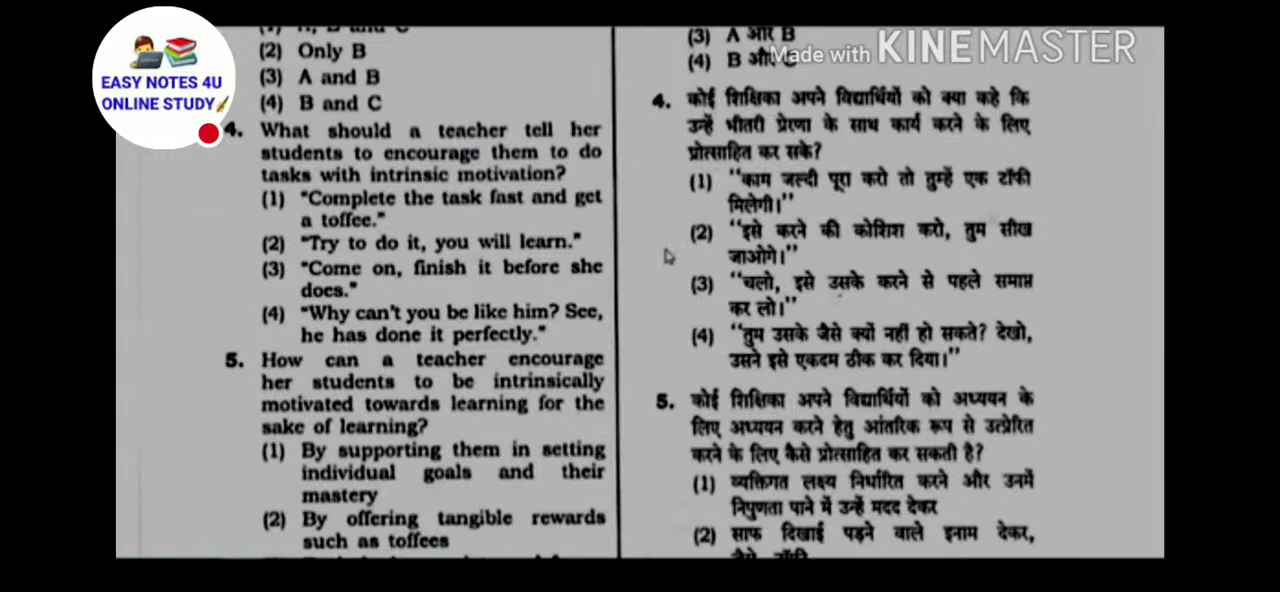 EASY NOTES 4U
ONLINE STUDY
Made with KINEMASTER
(2) Only B
(3) A and B
(4) B and C
4. What should a teacher tell her
students to encourage them to do
tasks with intrinsic motivation?
(1) "Complete the task fast and get
a toffee."
(2) "Try to do it, you will learn."
(3) "Come on, finish it before she
does."
(4) "Why can't you be like him? See,
he has done it perfectly."
5. How can a teacher encourage
her students to be intrinsically
motivated towards learning for the
sake of learning?
(1) By supporting them in setting
individual goals and their
mastery
(2) By offering tangible rewards
such as toffees
(3) A और B
(4) B और C
4. कोई शिक्षिका अपने विद्यार्थियों को क्या कहे कि
उन्हें भीतरी प्रेरणा के साथ कार्य करने के लिए
प्रोत्साहित कर सके?
(1) ‘‘काम जल्दी पूरा करो तो तुम्हें एक टॉफी
मिलेगी।’’
(2) ‘‘इसे करने की कोशिश करो, तुम सीख
जाओगे।’’
(3) ‘‘चलो, इसे उसके करने से पहले समाप्त
कर लो।’’
(4) ‘‘तुम उसके जैसे क्यों नहीं हो सकते? देखो,
उसने इसे एकदम ठीक कर दिया।’’
5. कोई शिक्षिका अपने विद्यार्थियों को अध्ययन के
लिए अध्ययन करने हेतु आंतरिक रूप से उत्प्रेरित
करने के लिए कैसे प्रोत्साहित कर सकती है?
(1) व्यक्तिगत लक्ष्य निर्धारित करने और उनमें
निपुणता पाने में उन्हें मदद देकर
(2) साफ दिखाई पड़ने वाले इनाम देकर,